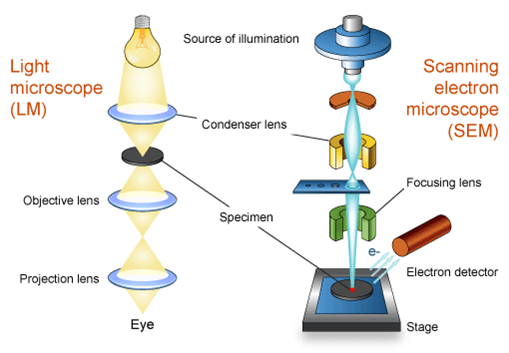 Source of illumination
Light
microscope
(LM)
Scanning
electron
microscope
(SEM)
Condenser lens
Focusing lens
Objective lens
Specimen
e-
Electron detector
Projection lens
Eye
Stage